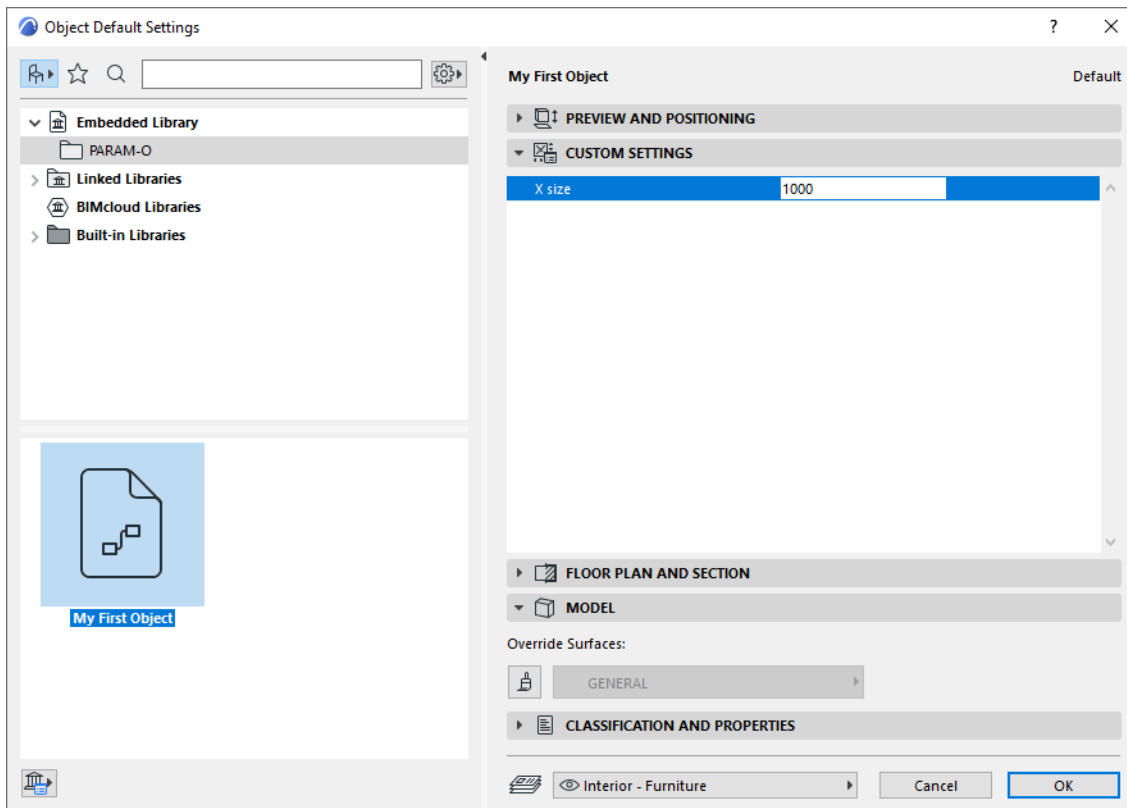 Object Default Settings
?
My First Object
Default
Embedded Library
PARAM-O
Linked Libraries
BIMcloud Libraries
Built-in Libraries
My First Object
PREVIEW AND POSITIONING
CUSTOM SETTINGS
X size 1000
FLOOR PLAN AND SECTION
MODEL
Override Surfaces:
GENERAL
CLASSIFICATION AND PROPERTIES
Interior - Furniture
Cancel
OK